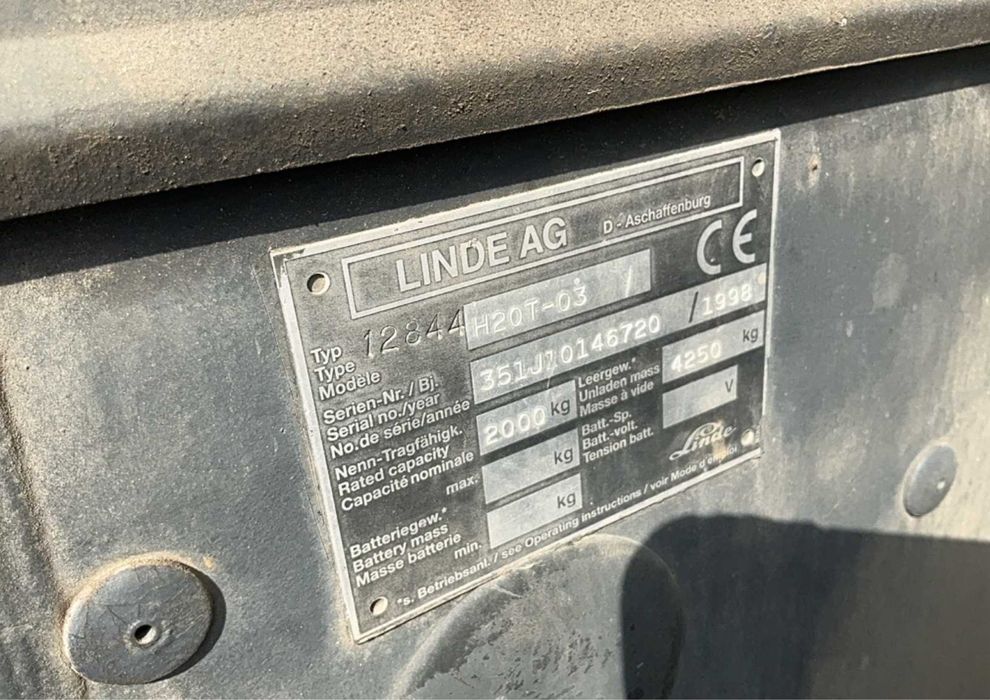 LINDE AG D - Aschaffenburg
CE
Typ 12844 H20T-03 /
Type
Modèle
Serien-Nr. / Bj. 351J10146720 / 1998
Serial no./year
No.de série/année
Nenn-Tragfähigk. 2000 kg
Rated capacity
Capacité nominale
Leergew.* 4250 kg
Unladen mass
Masse à vide
max. kg
Batt.-Sp. V
Batt.-volt.
Tension batt.
Batteriegew.*
Battery mass
Masse batterie min. kg
Linde
*s. Betriebsanl. / see Operating instructions / voir Mode d'emploi